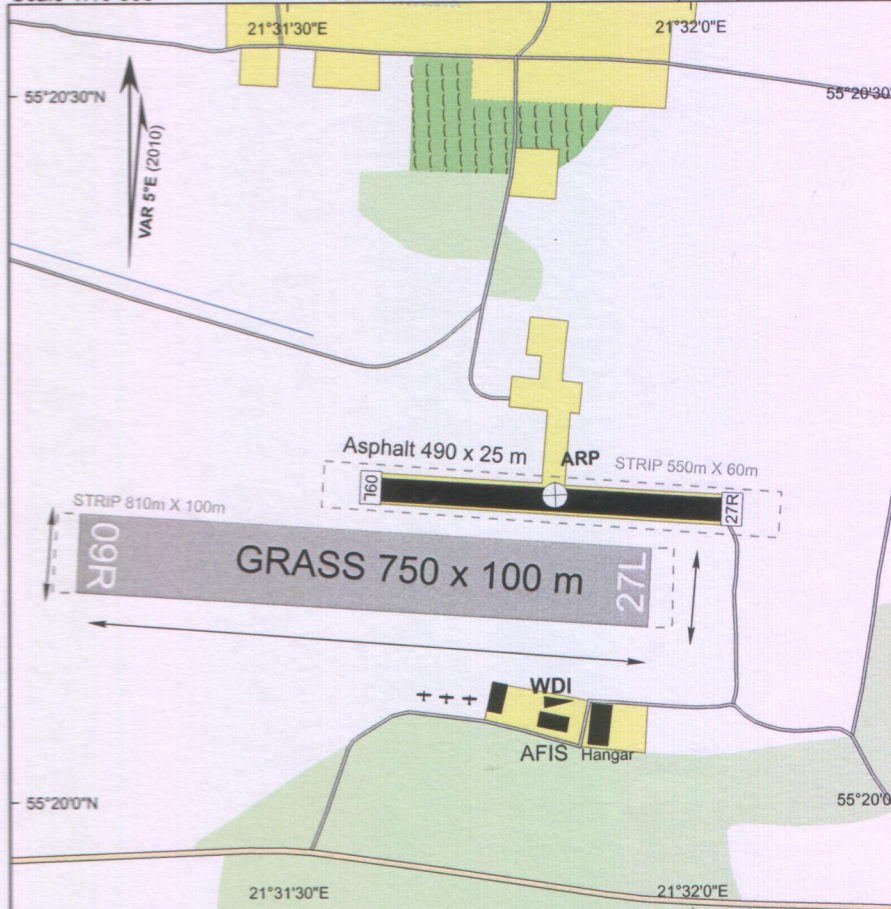 21°31'30"E
21°32'0"E
55°20'30"N
55°20'30
VAR 5°E (2010)
Asphalt 490 x 25 m
ARP
STRIP 550m X 60m
09L
27R
STRIP 810m X 100m
09R
GRASS 750 x 100 m
27L
WDI
AFIS
Hangar
55°20'0"N
55°20'0
21°31'30"E
21°32'0"E